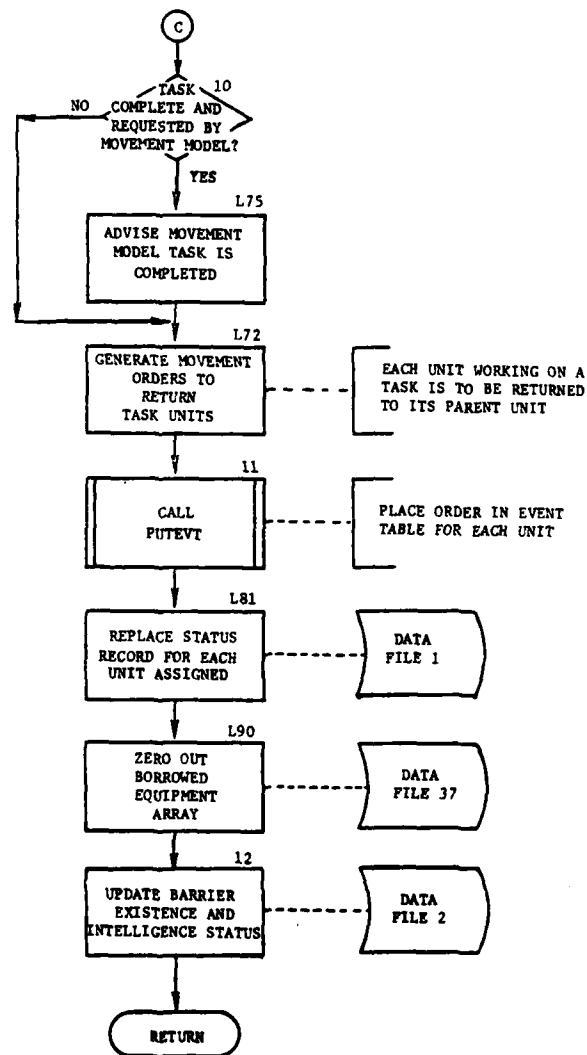 C
10
TASK
NO
COMPLETE AND
REQUESTED BY
MOVEMENT MODEL?
YES
L75
ADVISE MOVEMENT
MODEL TASK IS
COMPLETED
L72
GENERATE MOVEMENT
ORDERS TO
RETURN
TASK UNITS
EACH UNIT WORKING ON A
TASK IS TO BE RETURNED
TO ITS PARENT UNIT
11
CALL
PUTEVT
PLACE ORDER IN EVENT
TABLE FOR EACH UNIT
L81
REPLACE STATUS
RECORD FOR EACH
UNIT ASSIGNED
DATA
FILE 1
L90
ZERO OUT
BORROWED
EQUIPMENT
ARRAY
DATA
FILE 37
12
UPDATE BARRIER
EXISTENCE AND
INTELLIGENCE STATUS
DATA
FILE 2
RETURN